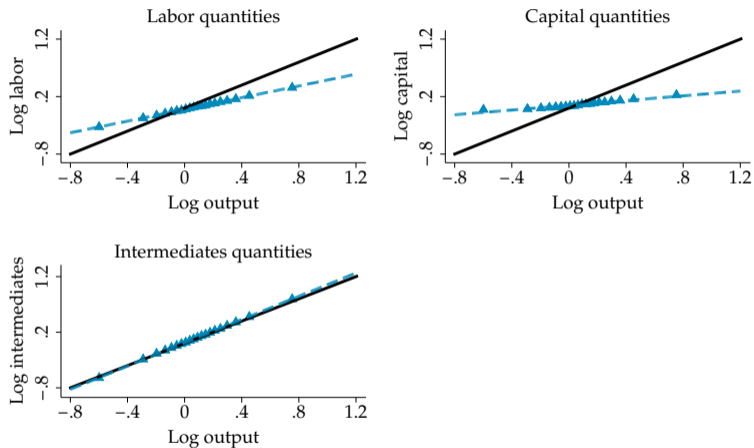 Labor quantities
Log labor
1.2
.2
-.8
-.8 -.4 0 .4 .8 1.2
Log output
Capital quantities
Log capital
1.2
.2
-.8
-.8 -.4 0 .4 .8 1.2
Log output
Intermediates quantities
Log intermediates
1.2
.2
-.8
-.8 -.4 0 .4 .8 1.2
Log output